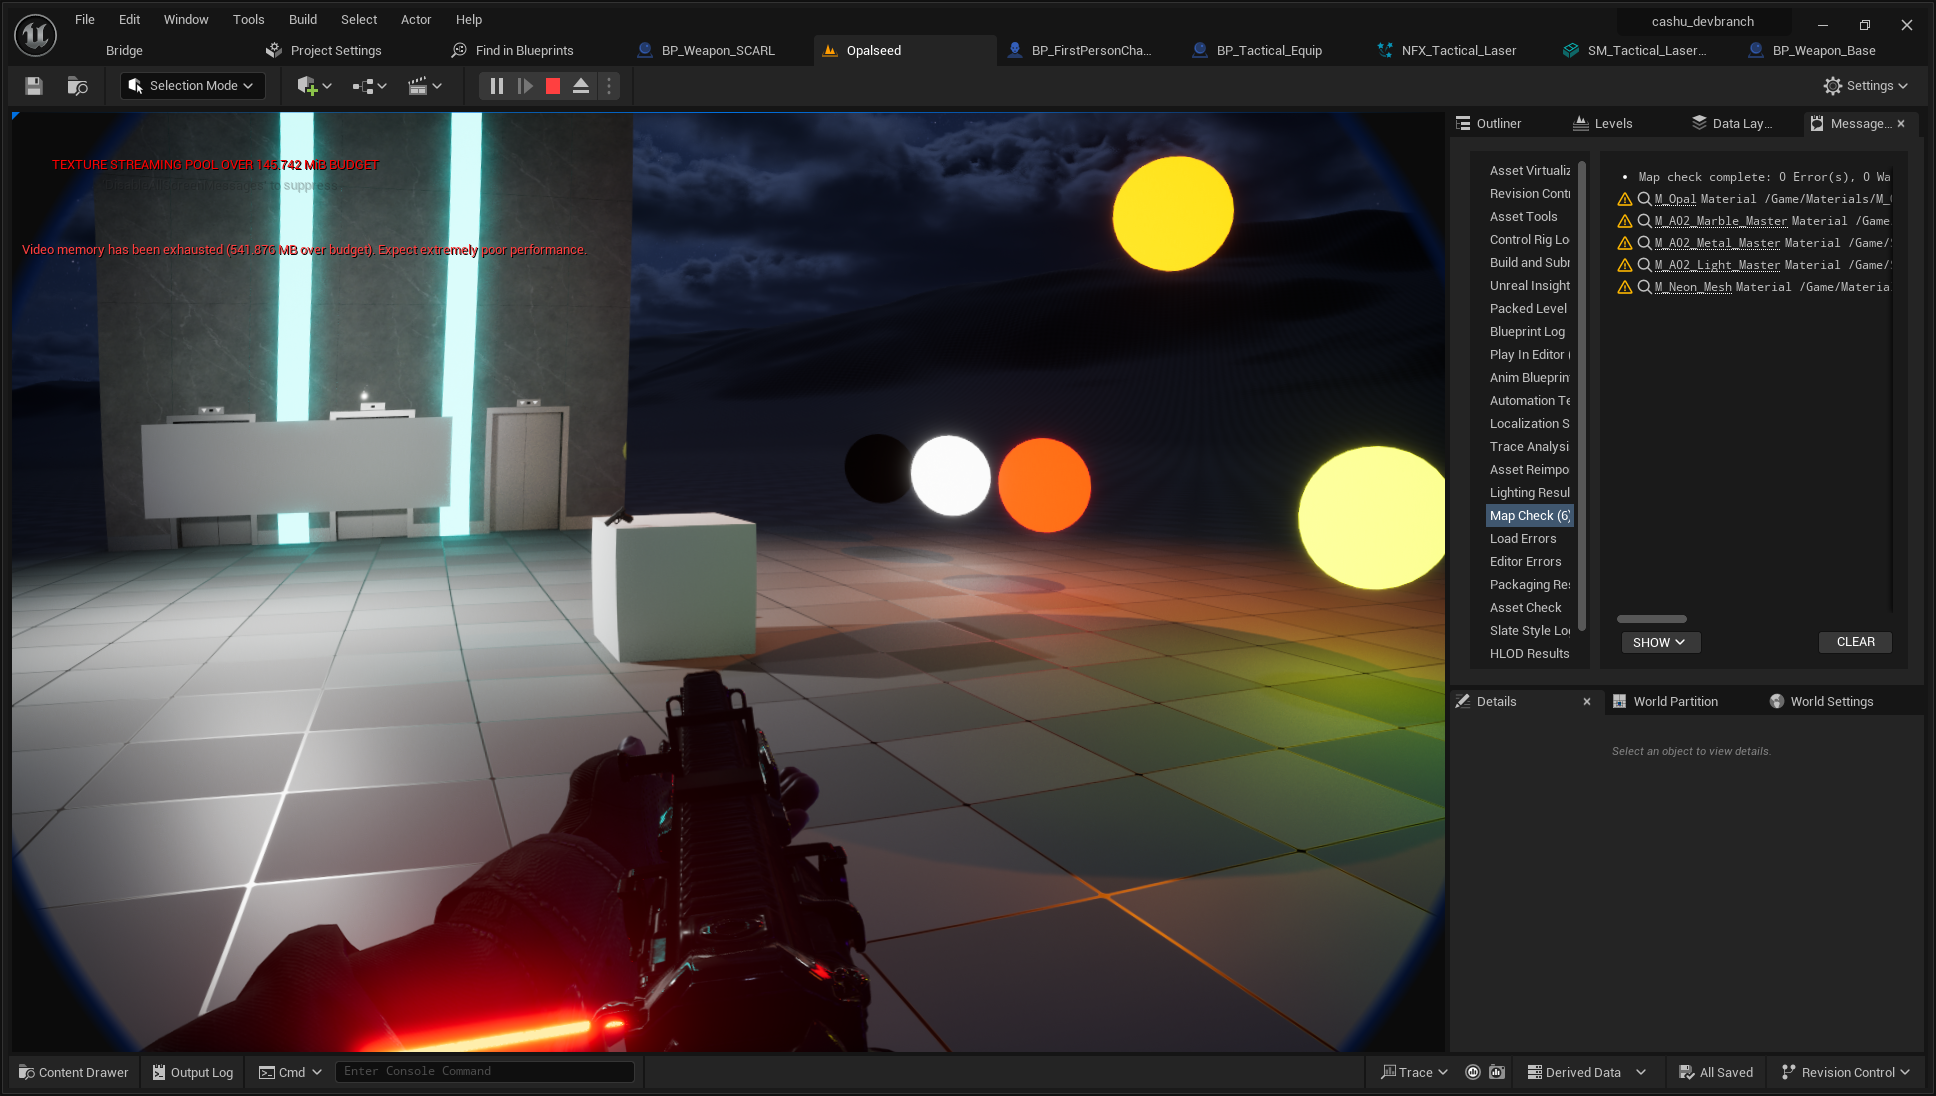 File Edit Window Tools Build Select Actor Help
cashu_devbranch
Bridge
Project Settings
Find in Blueprints
BP_Weapon_SCARL
Opalseed
BP_FirstPersonCha...
BP_Tactical_Equip
NFX_Tactical_Laser
SM_Tactical_Laser...
BP_Weapon_Base
Selection Mode
Settings
TEXTURE STREAMING POOL OVER 145.742 MiB BUDGET
to suppress
Video memory has been exhausted (541.876 MB over budget). Expect extremely poor performance.
Outliner
Levels
Data Lay...
Message...
Asset Virtualiz
Revision Contr
Asset Tools
Control Rig Lo
Build and Subm
Unreal Insight
Packed Level
Blueprint Log
Play In Editor (
Anim Blueprin
Automation Te
Localization S
Trace Analysi
Asset Reimpo
Lighting Resul
Map Check (6)
Load Errors
Editor Errors
Packaging Res
Asset Check
Slate Style Lo
HLOD Results
Map check complete: 0 Error(s), 0 Wa
M_Opal Material /Game/Materials/M_
M_A02_Marble_Master Material /Game
M_A02_Metal_Master Material /Game/
M_A02_Light_Master Material /Game/
M_Neon_Mesh Material /Game/Materia
SHOW
CLEAR
Details
World Partition
World Settings
Select an object to view details.
Content Drawer
Output Log
Cmd
Enter Console Command
Trace
Derived Data
All Saved
Revision Control